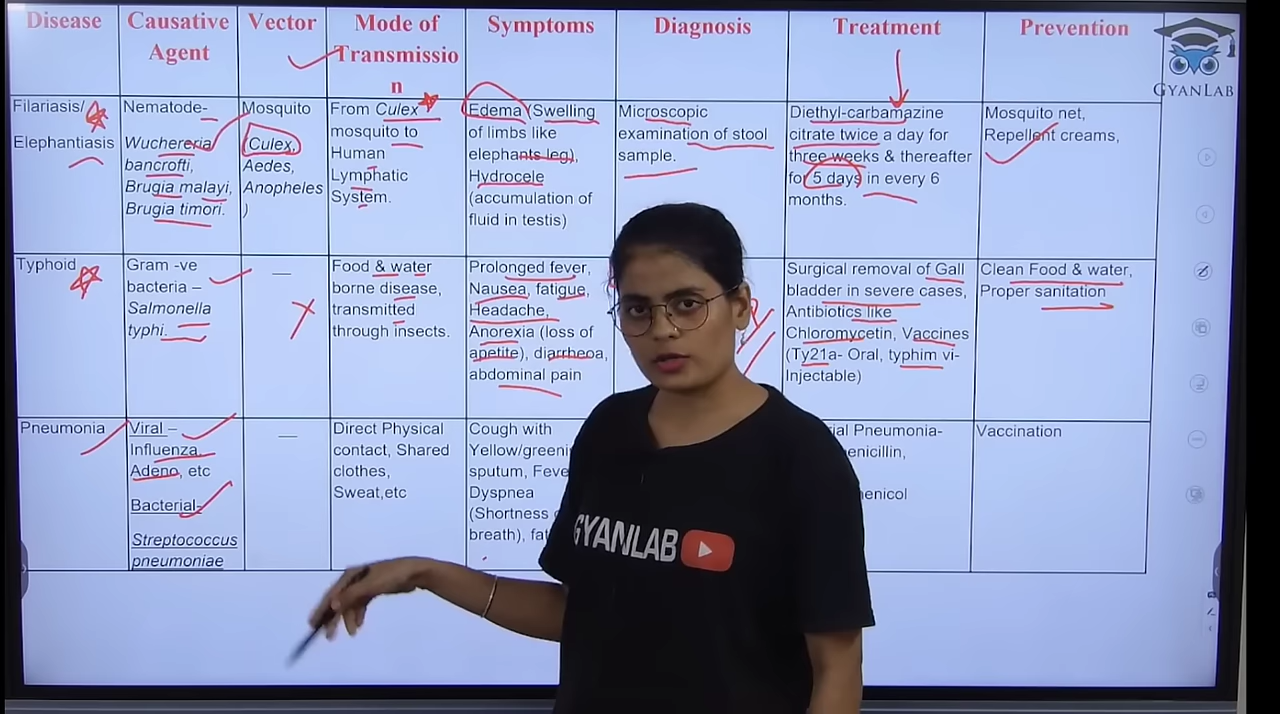 Disease
Causative
Agent
Vector
Mode of
Transmissio
n
Symptoms
Diagnosis
Treatment
Prevention
GYANLAB
Filariasis/
Elephantiasis
Nematode-
Wuchereria
bancrofti,
Brugia malayi,
Brugia timori.
Mosquito
Culex,
Aedes,
Anopheles
)
From Culex
mosquito to
Human
Lymphatic
System.
Edema (Swelling
of limbs like
elephants leg),
Hydrocele
(accumulation of
fluid in testis)
Microscopic
examination of stool
sample.
Diethyl-carbamazine
citrate twice a day for
three weeks & thereafter
for 5 days in every 6
months.
Mosquito net,
Repellent creams,
Typhoid
Gram -ve
bacteria –
Salmonella
typhi.
—
Food & water
borne disease,
transmitted
through insects.
Prolonged fever,
Nausea, fatigue,
Headache,
Anorexia (loss of
apetite), diarrheoa,
abdominal pain
Surgical removal of Gall
bladder in severe cases,
Antibiotics like
Chloromycetin, Vaccines
(Ty21a- Oral, typhim vi-
Injectable)
Clean Food & water,
Proper sanitation
Pneumonia
Viral –
Influenza,
Adeno, etc
Bacterial-
Streptococcus
pneumoniae
—
Direct Physical
contact, Shared
clothes,
Sweat,etc
Cough with
Yellow/greeni
sputum, Feve
Dyspnea
(Shortness
breath), fat
ial Pneumonia-
enicillin,
enicol
Vaccination
GYANLAB